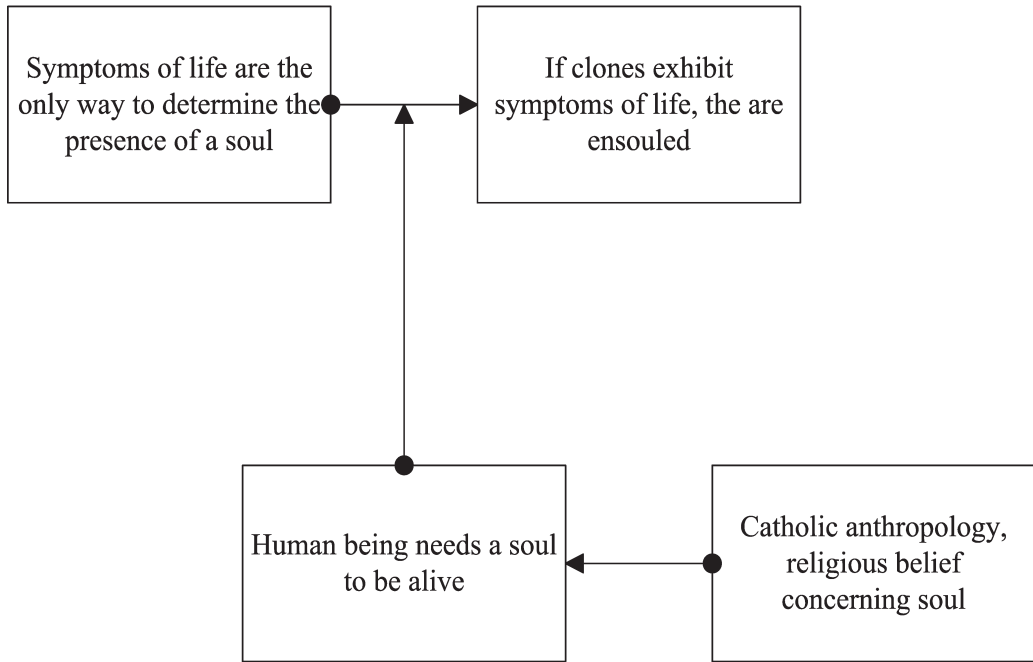 Symptoms of life are the
only way to determine the
presence of a soul
If clones exhibit
symptoms of life, the are
ensouled
Human being needs a soul
to be alive
Catholic anthropology,
religious belief
concerning soul